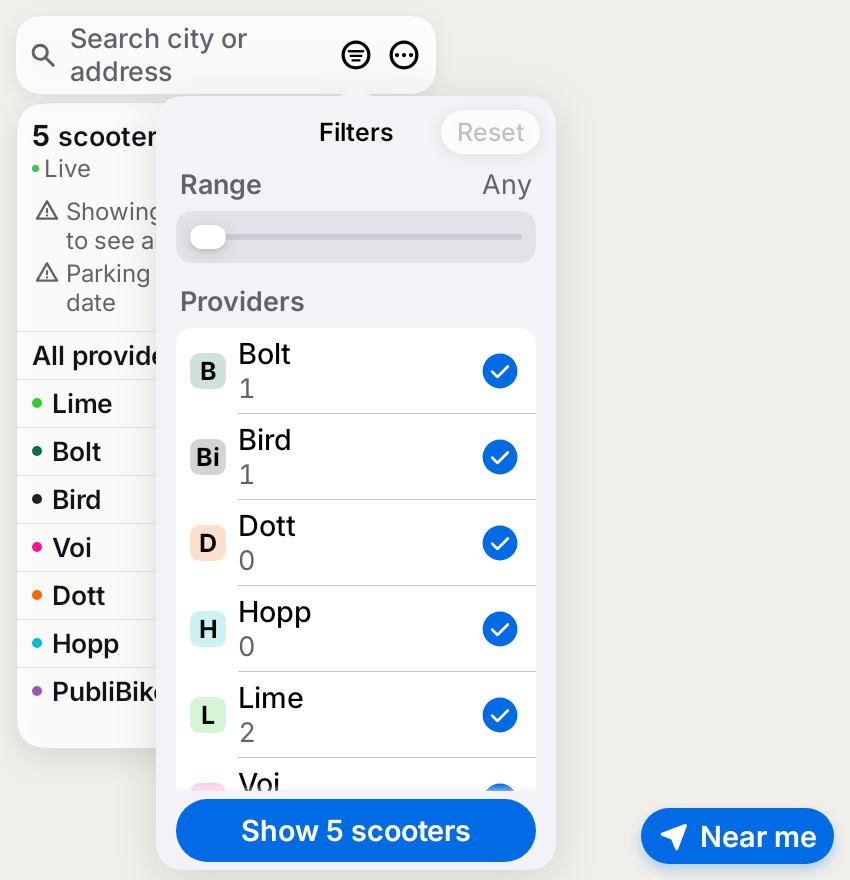 Search city or
address
5 scooter
Live
Showing
to see a
Parking
date
All provide
Lime
Bolt
Bird
Voi
Dott
Hopp
PubliBike
Filters
Reset
Range
Any
Providers
B
Bolt
1
Bi
Bird
1
D
Dott
0
H
Hopp
0
L
Lime
2
Voi
Show 5 scooters
Near me